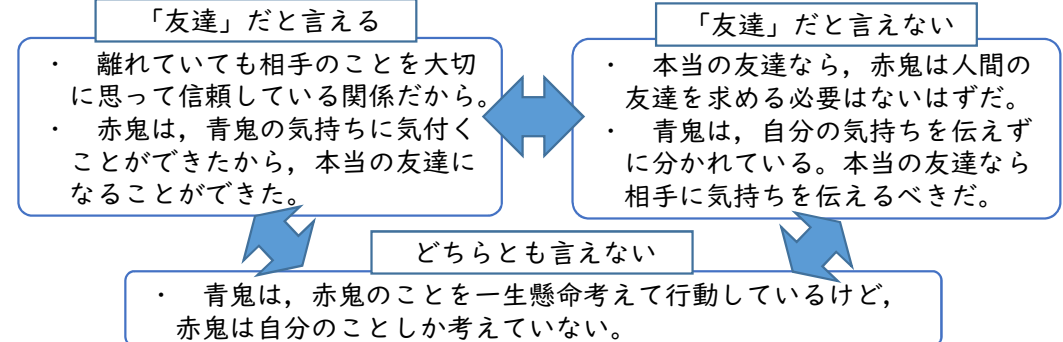 「友達」だと言える
・ 離れていても相手のことを大切
に思って信頼している関係だから。
・ 赤鬼は，青鬼の気持ちに気付く
ことができたから，本当の友達に
なることができた。
「友達」だと言えない
・ 本当の友達なら，赤鬼は人間の
友達を求める必要はないはずだ。
・ 青鬼は，自分の気持ちを伝えず
に分かれている。本当の友達なら
相手に気持ちを伝えるべきだ。
どちらとも言えない
・ 青鬼は，赤鬼のことを一生懸命考えて行動しているけど，
赤鬼は自分のことしか考えていない。